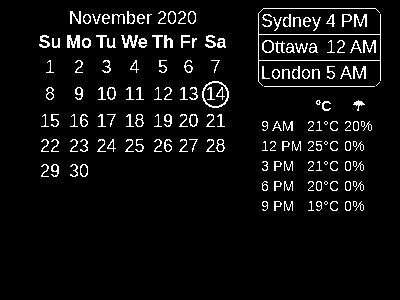 November 2020
Su Mo Tu We Th Fr Sa
1 2 3 4 5 6 7
8 9 10 11 12 13 14
15 16 17 18 19 20 21
22 23 24 25 26 27 28
29 30
Sydney 4 PM
Ottawa 12 AM
London 5 AM
°C ☂
9 AM 21°C 20%
12 PM 25°C 0%
3 PM 21°C 0%
6 PM 20°C 0%
9 PM 19°C 0%